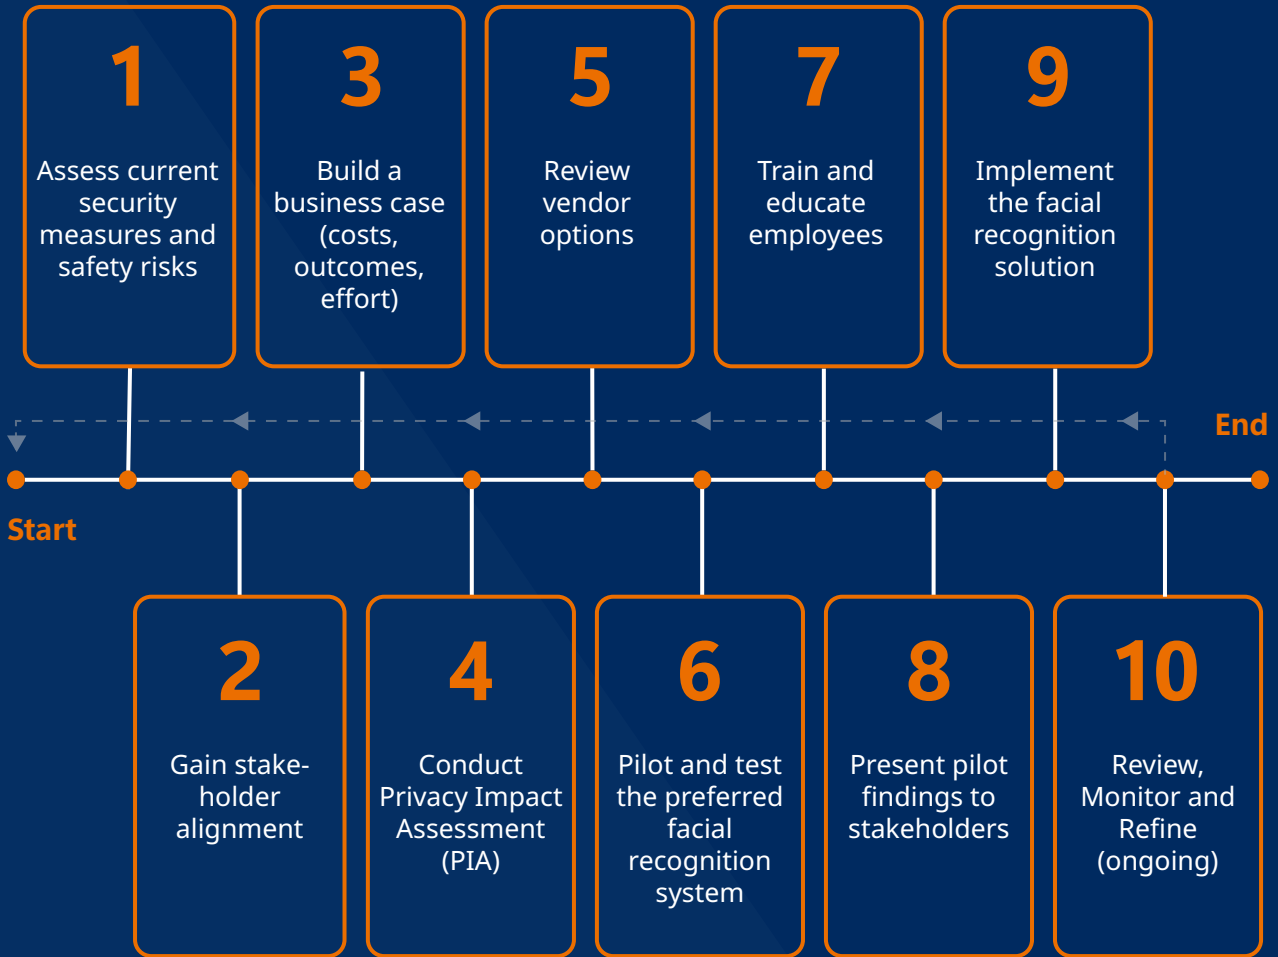 1
Assess current
security
measures and
safety risks
3
Build a
business case
(costs,
outcomes,
effort)
5
Review
vendor
options
7
Train and
educate
employees
9
Implement
the facial
recognition
solution
End
Start
2
Gain stake-
holder
alignment
4
Conduct
Privacy Impact
Assessment
(PIA)
6
Pilot and test
the preferred
facial
recognition
system
8
Present pilot
findings to
stakeholders
10
Review,
Monitor and
Refine
(ongoing)